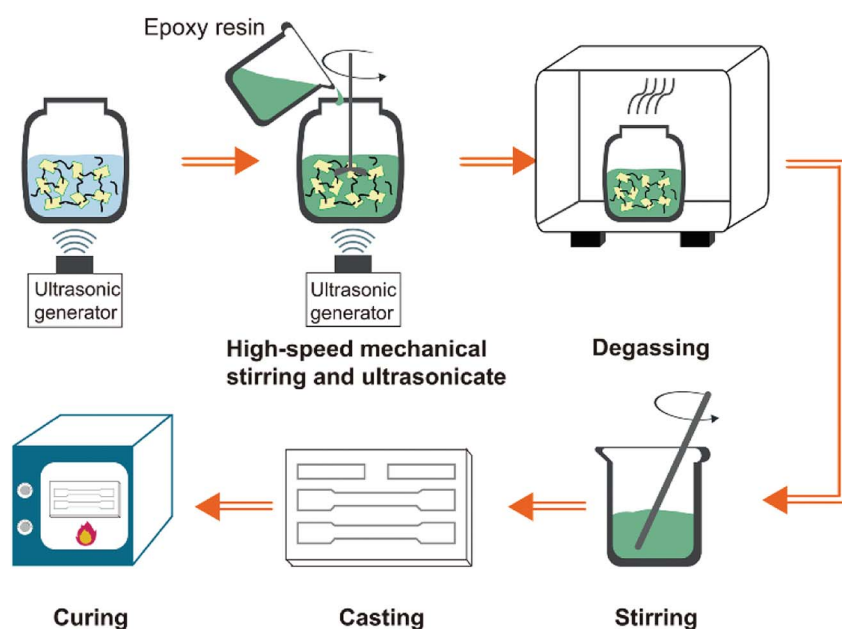 Epoxy resin
Ultrasonic
generator
Ultrasonic
generator
High-speed mechanical
stirring and ultrasonicate
Degassing
Curing
Casting
Stirring